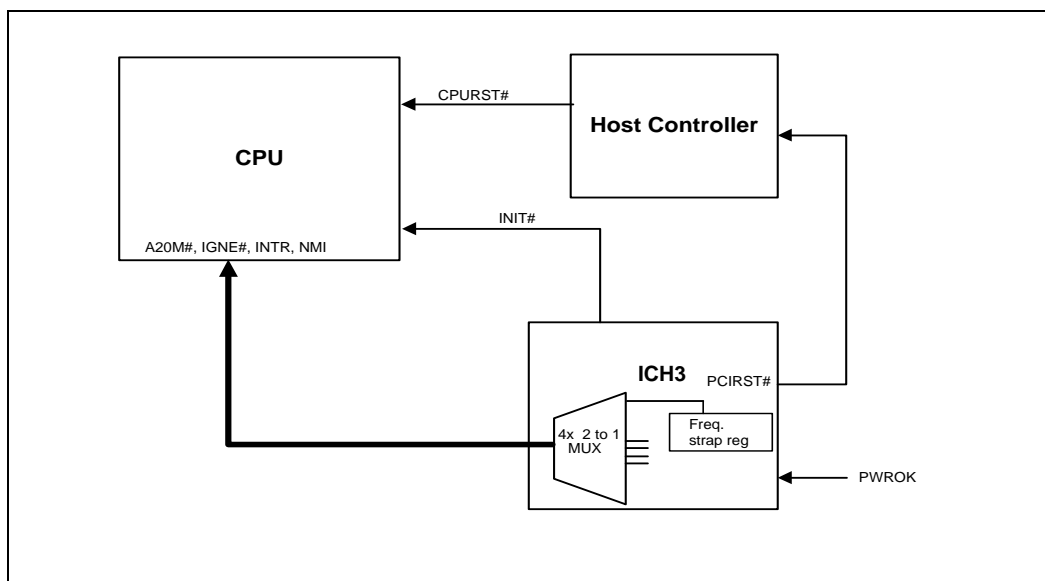 CPURST#
Host Controller
CPU
INIT#
A20M#, IGNE#, INTR, NMI
ICH3
PCIRST#
4x 2 to 1
MUX
Freq.
strap reg
PWROK